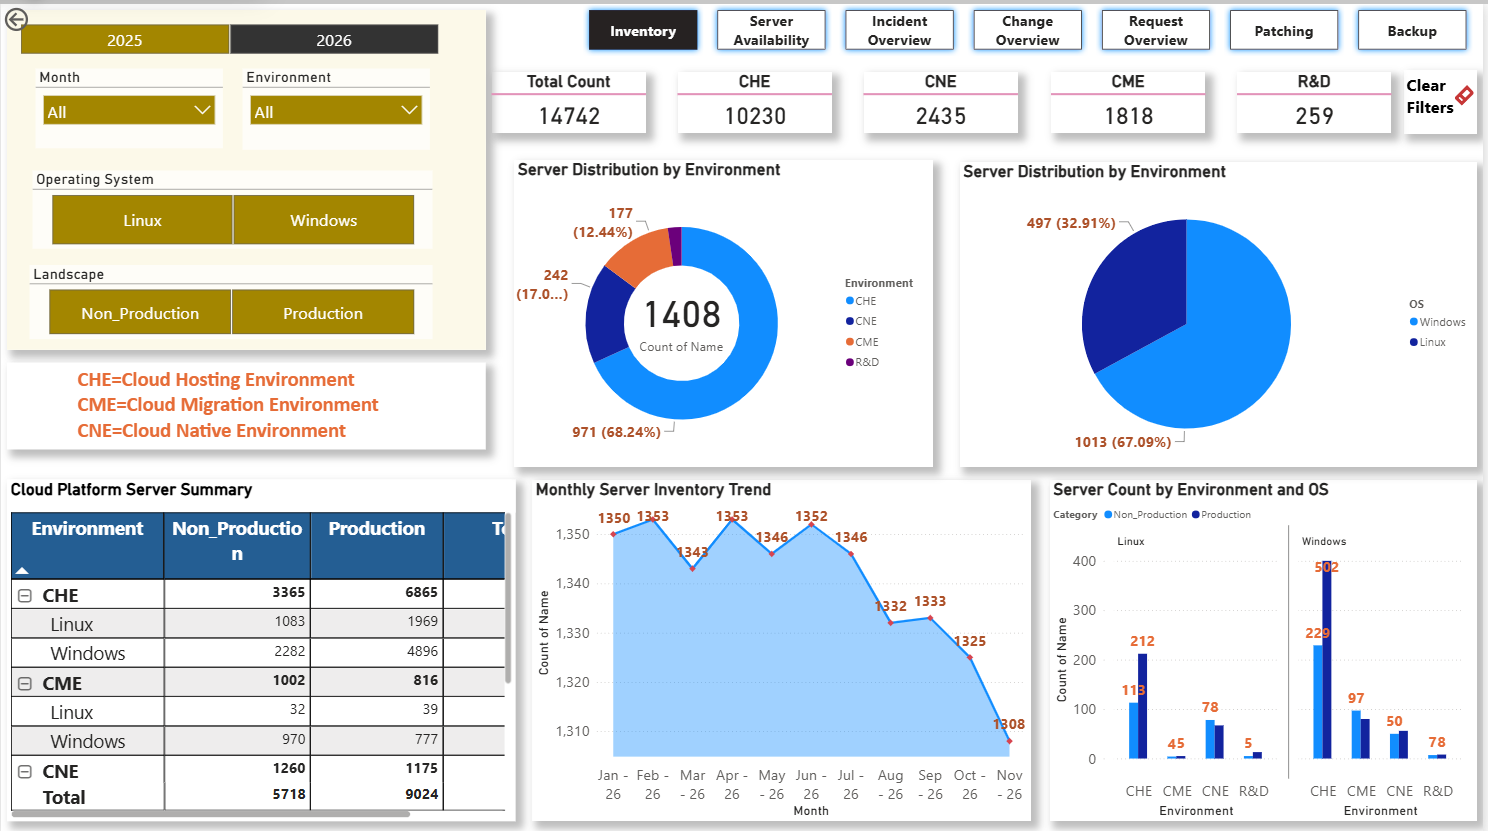 2025
2026
Month
Environment
All
All
Operating System
Linux
Windows
Landscape
Non_Production
Production
Inventory
Server
Availability
Incident
Overview
Change
Overview
Request
Overview
Patching
Backup
Total Count
14742
CHE
10230
CNE
2435
CME
1818
R&D
259
Clear
Filters
CHE=Cloud Hosting Environment
CME=Cloud Migration Environment
CNE=Cloud Native Environment
Server Distribution by Environment
177
(12.44%)
242
(17.0...)
1408
Count of Name
971 (68.24%)
Environment
CHE
CNE
CME
R&D
Server Distribution by Environment
497 (32.91%)
1013 (67.09%)
OS
Windows
Linux
Cloud Platform Server Summary
Environment Non_Productio
n Production
CHE 3365 6865
Linux 1083 1969
Windows 2282 4896
CME 1002 816
Linux 32 39
Windows 970 777
CNE 1260 1175
Total 5718 9024
Monthly Server Inventory Trend
Count of Name
1,350
1,340
1,330
1,320
1,310
1350 1353 1343 1353 1346 1352 1346 1332 1333 1325 1308
Jan - Feb - Mar Apr - May Jun - Jul - Aug Sep Oct - Nov
26 26 - 26 26 - 26 26 26 - 26 - 26 26 - 26
Month
Server Count by Environment and OS
Category Non_Production Production
Linux
Windows
Count of Name
400
300
200
100
0
113 212 45 78 5
229 502 97 50 78
CHE CME CNE R&D
Environment
CHE CME CNE R&D
Environment